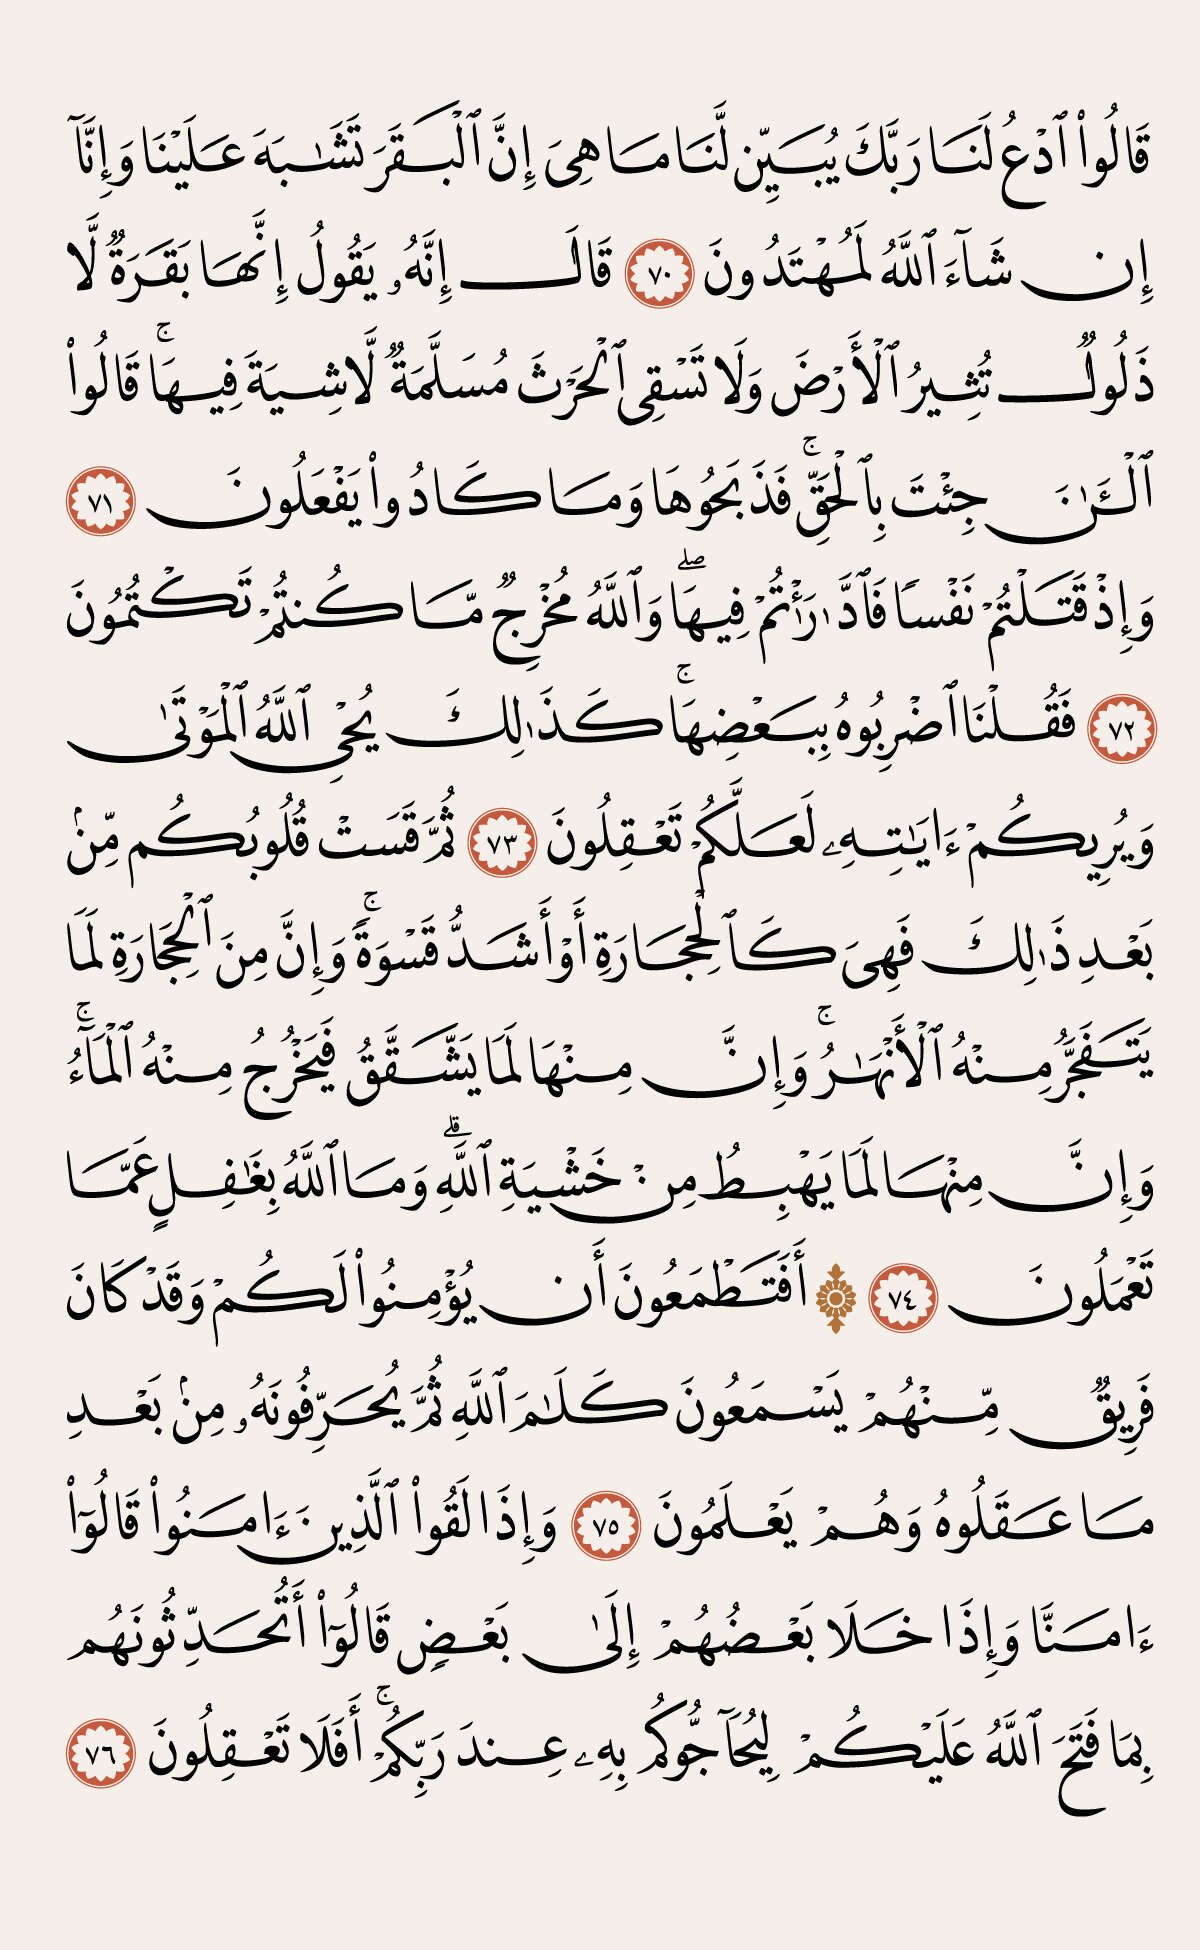 قَالُوا۟ ٱدْعُ لَنَا رَبَّكَ يُبَيِّن لَّنَا مَا هِىَ إِنَّ ٱلْبَقَرَ تَشَـٰبَهَ عَلَيْنَا وَإِنَّآ
إِن شَآءَ ٱللَّهُ لَمُهْتَدُونَ ٧٠ قَالَ إِنَّهُۥ يَقُولُ إِنَّهَا بَقَرَةٌ لَّا
ذَلُولٌ تُثِيرُ ٱلْأَرْضَ وَلَا تَسْقِى ٱلْحَرْثَ مُسَلَّمَةٌ لَّا شِيَةَ فِيهَا ۚ قَالُوا۟
ٱلْـَٔـٰنَ جِئْتَ بِٱلْحَقِّ ۚ فَذَبَحُوهَا وَمَا كَادُوا۟ يَفْعَلُونَ ٧١
وَإِذْ قَتَلْتُمْ نَفْسًا فَٱدَّٰرَْٰٔتُمْ فِيهَا ۖ وَٱللَّهُ مُخْرِجٌ مَّا كُنتُمْ تَكْتُمُونَ
٧٢ فَقُلْنَا ٱضْرِبُوهُ بِبَعْضِهَا ۚ كَذَٰلِكَ يُحْىِ ٱللَّهُ ٱلْمَوْتَىٰ
وَيُرِيكُمْ ءَايَـٰتِهِۦ لَعَلَّكُمْ تَعْقِلُونَ ٧٣ ثُمَّ قَسَتْ قُلُوبُكُم مِّنۢ
بَعْدِ ذَٰلِكَ فَهِىَ كَٱلْحِجَارَةِ أَوْ أَشَدُّ قَسْوَةً ۚ وَإِنَّ مِنَ ٱلْحِجَارَةِ لَمَا
يَتَفَجَّرُ مِنْهُ ٱلْأَنْهَـٰرُ ۚ وَإِنَّ مِنْهَا لَمَا يَشَّقَّقُ فَيَخْرُجُ مِنْهُ ٱلْمَآءُ ۚ
وَإِنَّ مِنْهَا لَمَا يَهْبِطُ مِنْ خَشْيَةِ ٱللَّهِ ۗ وَمَا ٱللَّهُ بِغَـٰفِلٍ عَمَّا
تَعْمَلُونَ ٧٤ ۞ أَفَتَطْمَعُونَ أَن يُؤْمِنُوا۟ لَكُمْ وَقَدْ كَانَ
فَرِيقٌ مِّنْهُمْ يَسْمَعُونَ كَلَـٰمَ ٱللَّهِ ثُمَّ يُحَرِّفُونَهُۥ مِنۢ بَعْدِ
مَا عَقَلُوهُ وَهُمْ يَعْلَمُونَ ٧٥ وَإِذَا لَقُوا۟ ٱلَّذِينَ ءَامَنُوا۟ قَالُوٓا۟
ءَامَنَّا وَإِذَا خَلَا بَعْضُهُمْ إِلَىٰ بَعْضٍ قَالُوٓا۟ أَتُحَدِّثُونَهُم
بِمَا فَتَحَ ٱللَّهُ عَلَيْكُمْ لِيُحَآجُّوكُم بِهِۦ عِندَ رَبِّكُمْ ۚ أَفَلَا تَعْقِلُونَ ٧٦